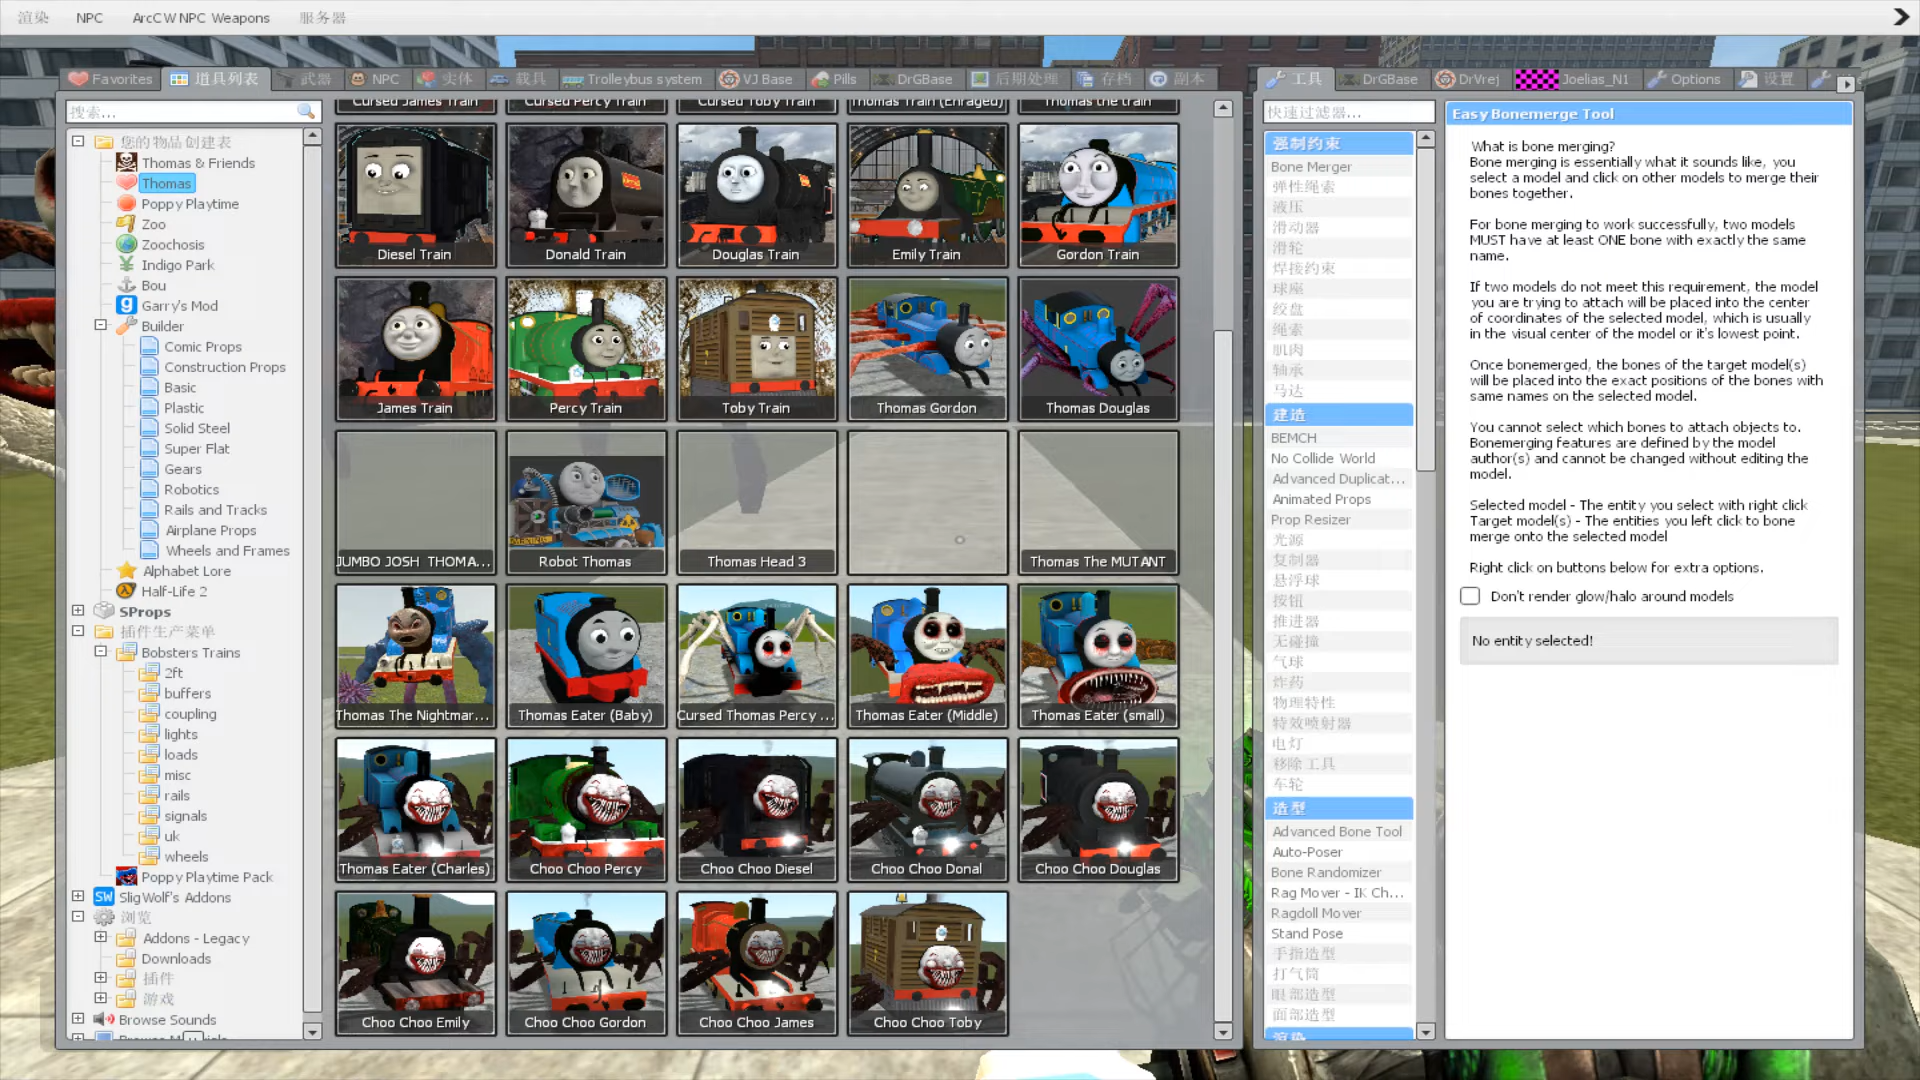 渲染 NPC ArcCW NPC Weapons 服务器
Favorites 道具列表 武器 NPC 实体 载具 Trolleybus system VJ Base Pills DrGBase 后期处理 存档 副本
搜索...
您的物品创建表
Thomas & Friends
Thomas
Poppy Playtime
Zoo
Zoochosis
Indigo Park
Bou
Garry's Mod
Builder
Comic Props
Construction Props
Basic
Plastic
Solid Steel
Super Flat
Gears
Robotics
Rails and Tracks
Airplane Props
Wheels and Frames
Alphabet Lore
Half-Life 2
SProps
插件生产菜单
Bobsters Trains
2ft
buffers
coupling
lights
loads
misc
rails
signals
uk
wheels
Poppy Playtime Pack
SligWolf's Addons
浏览
Addons - Legacy
Downloads
插件
游戏
Browse Sounds
Cursed James Train Cursed Percy Train Cursed Toby Train Thomas Train (Enraged) Thomas the train
Diesel Train Donald Train Douglas Train Emily Train Gordon Train
James Train Percy Train Toby Train Thomas Gordon Thomas Douglas
JUMBO JOSH THOMA... Robot Thomas Thomas Head 3 Thomas The MUTANT
Thomas The Nightmar... Thomas Eater (Baby) Cursed Thomas Percy ... Thomas Eater (Middle) Thomas Eater (small)
Thomas Eater (Charles) Choo Choo Percy Choo Choo Diesel Choo Choo Donal Choo Choo Douglas
Choo Choo Emily Choo Choo Gordon Choo Choo James Choo Choo Toby
工具 DrGBase DrVrej Joelias_N1 Options 设置
快速过滤器...
强制约束
Bone Merger
弹性绳索
液压
滑动器
滑轮
焊接约束
球座
绞盘
绳索
肌肉
轴承
马达
建造
BEMCH
No Collide World
Advanced Duplicat...
Animated Props
Prop Resizer
光源
复制器
悬浮球
按钮
推进器
无碰撞
气球
炸药
物理特性
特效喷射器
电灯
移除工具
车轮
造型
Advanced Bone Tool
Auto-Poser
Bone Randomizer
Rag Mover - IK Ch...
Ragdoll Mover
Stand Pose
手指造型
打气筒
眼部造型
面部造型
渲染
Easy Bonemerge Tool
What is bone merging?
Bone merging is essentially what it sounds like, you
select a model and click on other models to merge their
bones together.
For bone merging to work successfully, two models
MUST have at least ONE bone with exactly the same
name.
If two models do not meet this requirement, the model
you are trying to attach will be placed into the center
of coordinates of the selected model, which is usually
in the visual center of the model or it's lowest point.
Once bonemerged, the bones of the target model(s)
will be placed into the exact positions of the bones with
same names on the selected model.
You cannot select which bones to attach objects to.
Bonemerging features are defined by the model
author(s) and cannot be changed without editing the
model.
Selected model - The entity you select with right click
Target model(s) - The entities you left click to bone
merge onto the selected model
Right click on buttons below for extra options.
Don't render glow/halo around models
No entity selected!